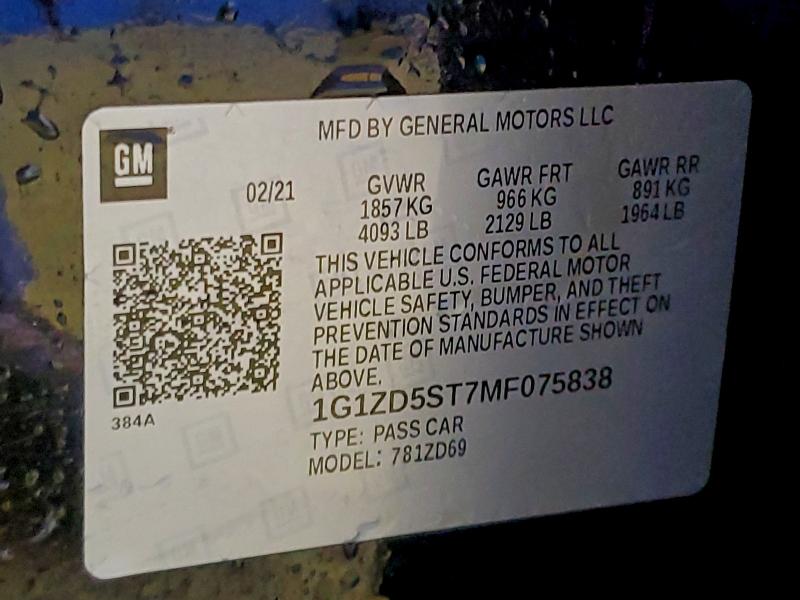 GM
MFD BY GENERAL MOTORS LLC
02/21
GVWR
1857 KG
4093 LB
GAWR FRT
966 KG
2129 LB
GAWR RR
891 KG
1964 LB
THIS VEHICLE CONFORMS TO ALL
APPLICABLE U.S. FEDERAL MOTOR
VEHICLE SAFETY, BUMPER, AND THEFT
PREVENTION STANDARDS IN EFFECT ON
THE DATE OF MANUFACTURE SHOWN
ABOVE.
384A
1G1ZD5ST7MF075838
TYPE: PASS CAR
MODEL: 781ZD69